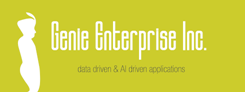 Genie Enterprise Inc.
data driven & AI driven applications